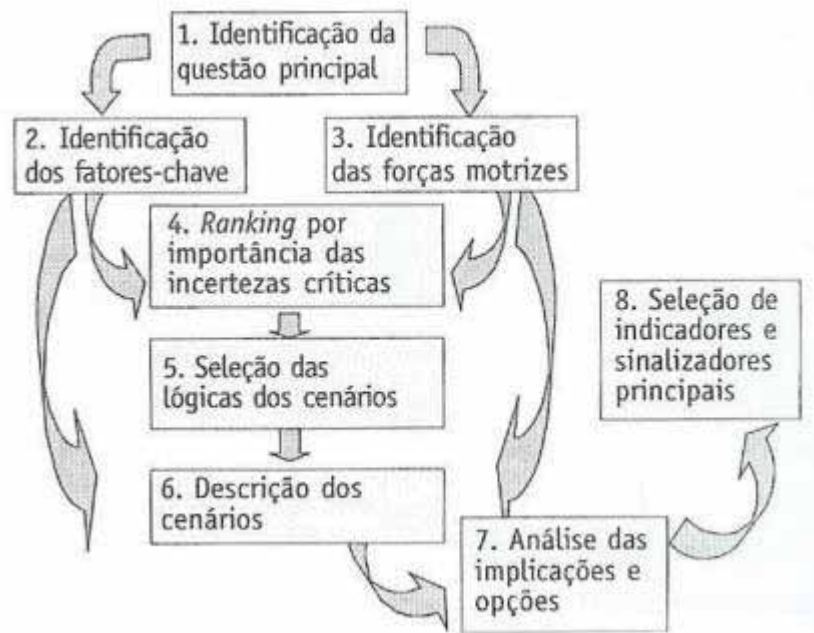 1. Identificação da
questão principal
2. Identificação
dos fatores-chave
3. Identificação
das forças motrizes
4. Ranking por
importância das
incertezas críticas
5. Seleção das
lógicas dos cenários
6. Descrição dos
cenários
7. Análise das
implicações e
opções
8. Seleção de
indicadores e
sinalizadores
principais